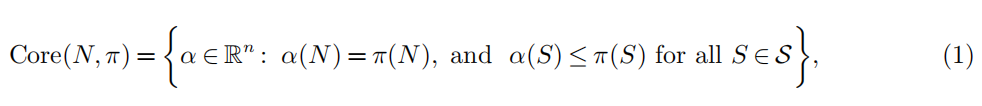 Core(N, π) = { α ∈ ℝⁿ : α(N) = π(N), and α(S) ≤ π(S) for all S ∈ 𝒮 }, (1)